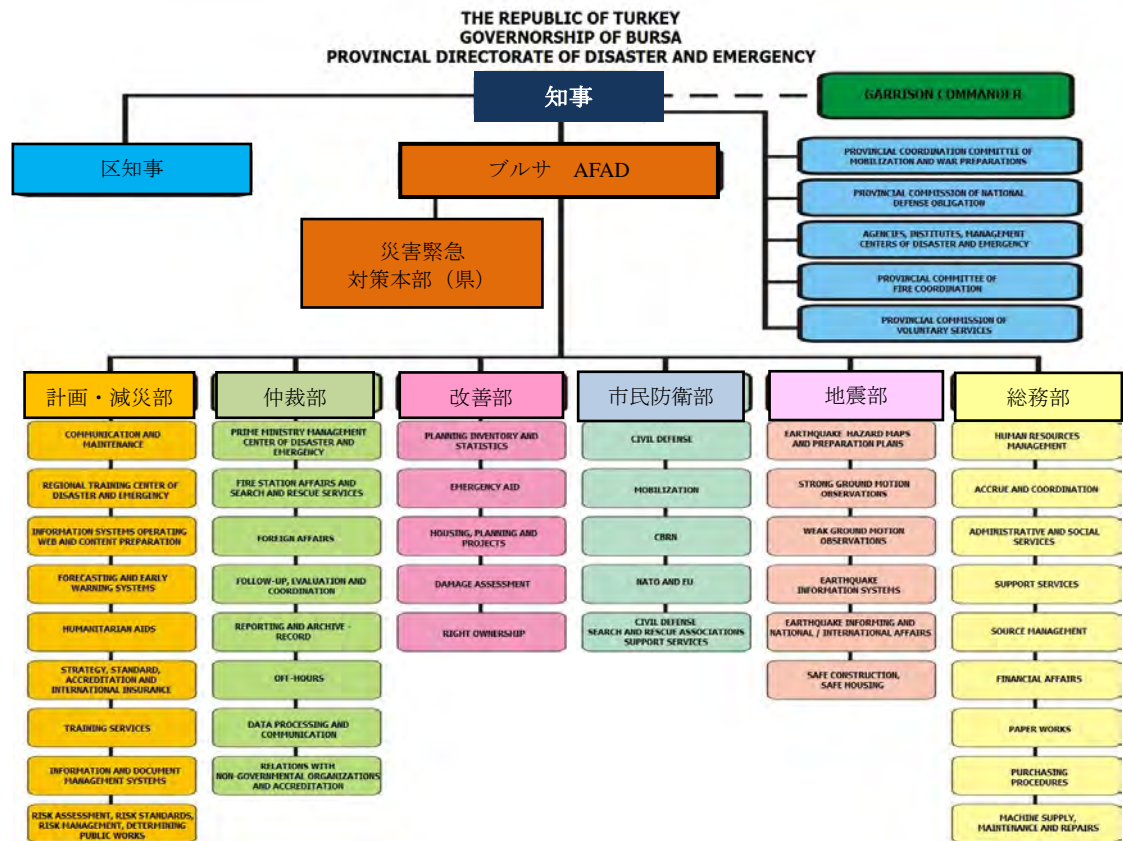 THE REPUBLIC OF TURKEY
GOVERNORSHIP OF BURSA
PROVINCIAL DIRECTORATE OF DISASTER AND EMERGENCY
知事
GARRISON COMMANDER
区知事
ブルサ AFAD
災害緊急
対策本部（県）
PROVINCIAL COORDINATION COMMITTEE OF
MOBILIZATION AND WAR PREPARATIONS
PROVINCIAL COMMISSION OF NATIONAL
DEFENSE OBLIGATION
AGENCIES, INSTITUTES, MANAGEMENT
CENTERS OF DISASTER AND EMERGENCY
PROVINCIAL COMMITTEE OF
FIRE COORDINATION
PROVINCIAL COMMISSION OF
VOLUNTARY SERVICES
計画・減災部
COMMUNICATION AND
MAINTENANCE
REGIONAL TRAINING CENTER OF
DISASTER AND EMERGENCY
INFORMATION SYSTEMS OPERATING
WEB AND CONTENT PREPARATION
FORECASTING AND EARLY
WARNING SYSTEMS
HUMANITARIAN AIDS
STRATEGY, STANDARD,
ACCREDITATION AND
INTERNATIONAL INSURANCE
TRAINING SERVICES
INFORMATION AND DOCUMENT
MANAGEMENT SYSTEMS
RISK ASSESSMENT, RISK STANDARDS,
RISK MANAGEMENT, DETERMINING
PUBLIC WORKS
仲裁部
PRIME MINISTRY MANAGEMENT
CENTER OF DISASTER AND
EMERGENCY
FIRE STATION AFFAIRS AND
SEARCH AND RESCUE SERVICES
FOREIGN AFFAIRS
FOLLOW-UP, EVALUATION AND
COORDINATION
REPORTING AND ARCHIVE -
RECORD
OFF-HOURS
DATA PROCESSING AND
COMMUNICATION
RELATIONS WITH
NON-GOVERNMENTAL ORGANIZATIONS
AND ACCREDITATION
改善部
PLANNING INVENTORY AND
STATISTICS
EMERGENCY AID
HOUSING, PLANNING AND
PROJECTS
DAMAGE ASSESSMENT
RIGHT OWNERSHIP
市民防衛部
CIVIL DEFENSE
MOBILIZATION
CBRN
NATO AND EU
CIVIL DEFENSE
SEARCH AND RESCUE ASSOCIATIONS
SUPPORT SERVICES
地震部
EARTHQUAKE HAZARD MAPS
AND PREPARATION PLANS
STRONG GROUND MOTION
OBSERVATIONS
WEAK GROUND MOTION
OBSERVATIONS
EARTHQUAKE
INFORMATION SYSTEMS
EARTHQUAKE INFORMING AND
NATIONAL / INTERNATIONAL AFFAIRS
SAFE CONSTRUCTION,
SAFE HOUSING
総務部
HUMAN RESOURCES
MANAGEMENT
ACCRUE AND COORDINATION
ADMINISTRATIVE AND SOCIAL
SERVICES
SUPPORT SERVICES
SOURCE MANAGEMENT
FINANCIAL AFFAIRS
PAPER WORKS
PURCHASING
PROCEDURES
MACHINE SUPPLY,
MAINTENANCE AND REPAIRS